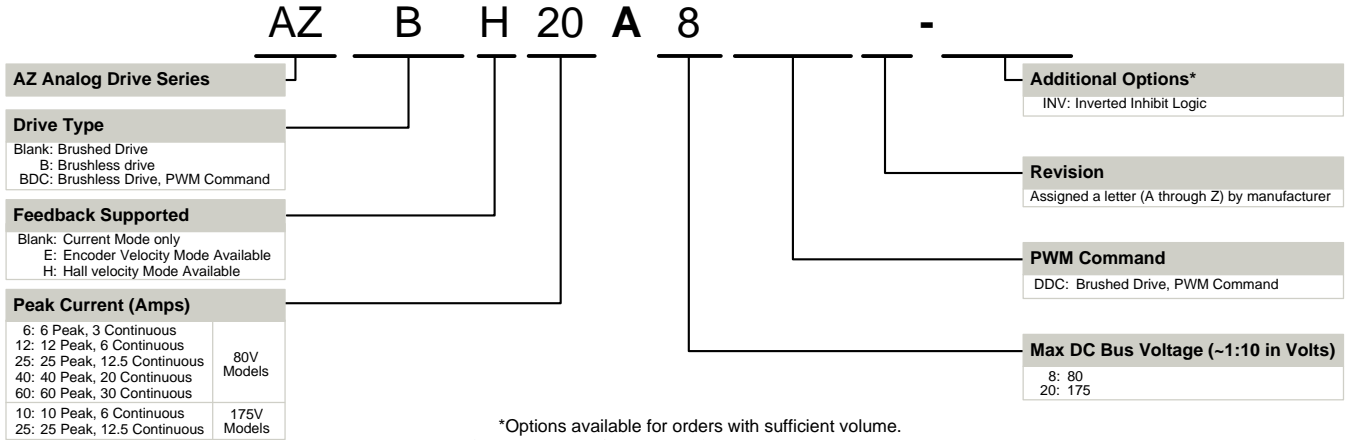 AZ B H 20 A 8 -
AZ Analog Drive Series
Drive Type
Blank: Brushed Drive
B: Brushless drive
BDC: Brushless Drive, PWM Command
Feedback Supported
Blank: Current Mode only
E: Encoder Velocity Mode Available
H: Hall velocity Mode Available
Peak Current (Amps)
6: 6 Peak, 3 Continuous
12: 12 Peak, 6 Continuous
25: 25 Peak, 12.5 Continuous
40: 40 Peak, 20 Continuous
60: 60 Peak, 30 Continuous
80V
Models
10: 10 Peak, 6 Continuous
25: 25 Peak, 12.5 Continuous
175V
Models
Additional Options*
INV: Inverted Inhibit Logic
Revision
Assigned a letter (A through Z) by manufacturer
PWM Command
DDC: Brushed Drive, PWM Command
Max DC Bus Voltage (~1:10 in Volts)
8: 80
20: 175
*Options available for orders with sufficient volume.